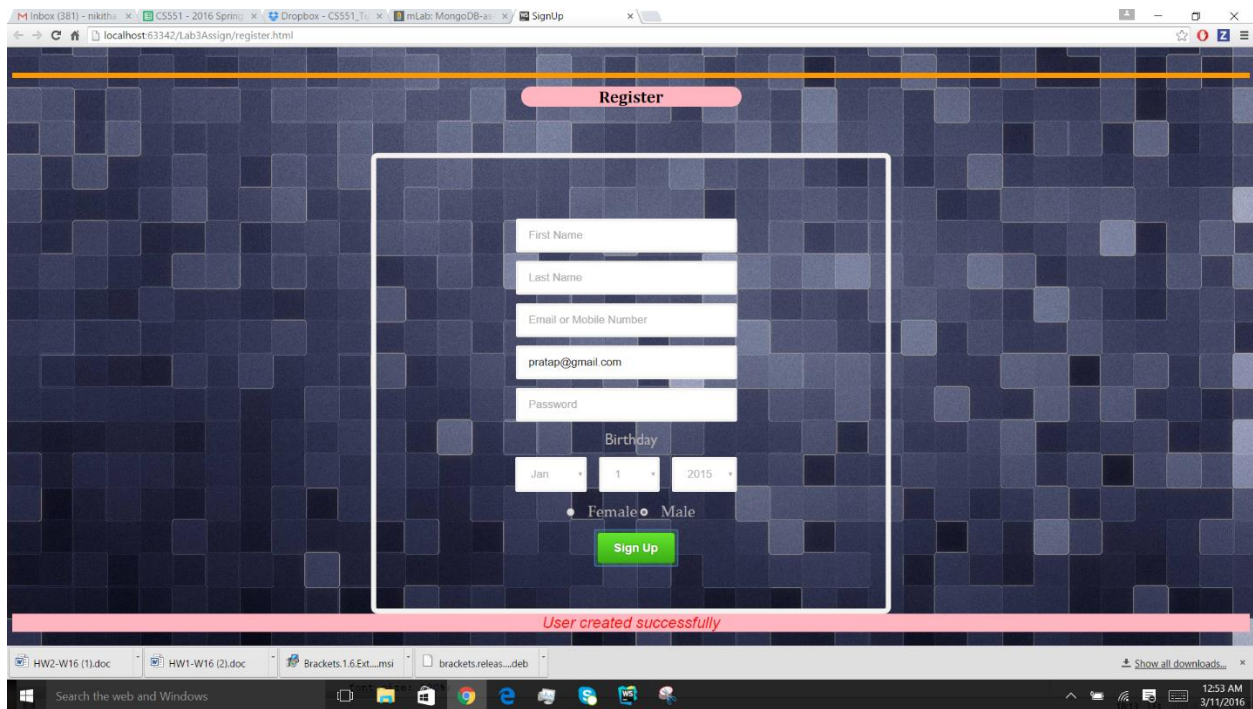 Inbox (381) - nikitha
CS551 - 2016 Spring
Dropbox - CS551_Tu
mLab: MongoDB-as-
SignUp
localhost:63342/Lab3Assign/register.html
Register
First Name
Last Name
Email or Mobile Number
pratap@gmail.com
Password
Birthday
Jan 1 2015
Female Male
Sign Up
User created successfully
HW2-W16 (1).doc
HW1-W16 (2).doc
Brackets.1.6.Ext....msi
brackets.releas....deb
Show all downloads...
Search the web and Windows
12:53 AM
3/11/2016